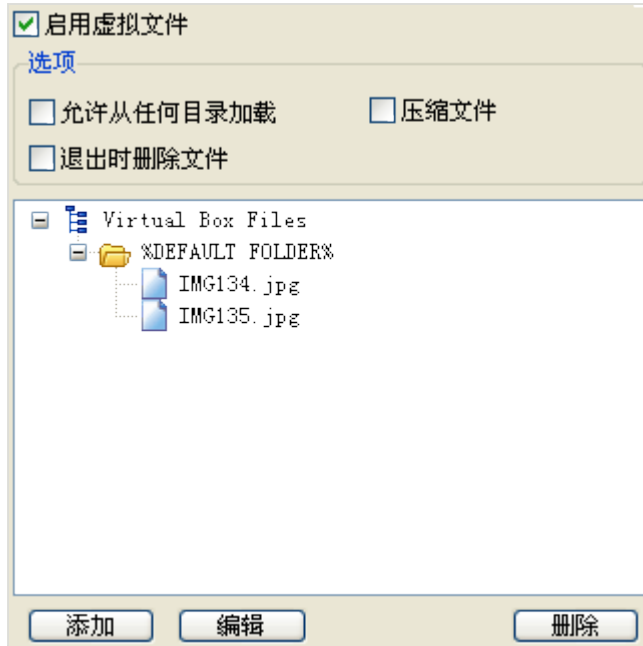 启用虚拟文件
选项
允许从任何目录加载 压缩文件
退出时删除文件
Virtual Box Files
%DEFAULT FOLDER%
IMG134.jpg
IMG135.jpg
添加 编辑 删除